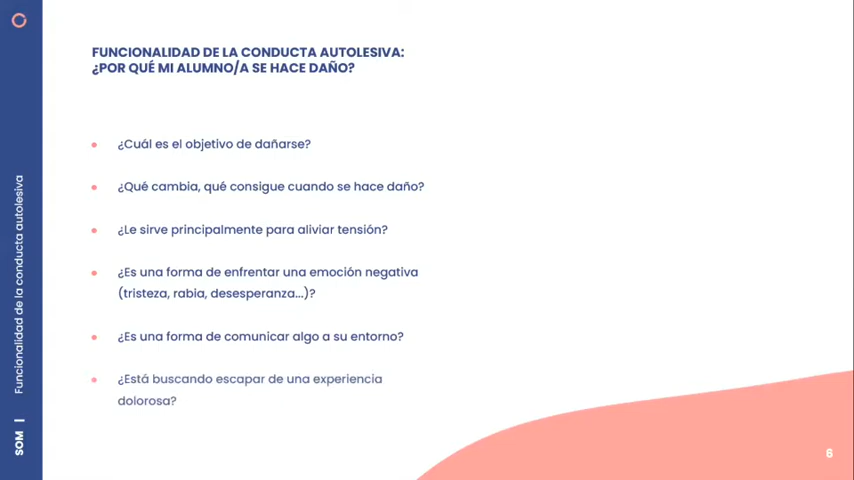 FUNCIONALIDAD DE LA CONDUCTA AUTOLESIVA:
¿POR QUÉ MI ALUMNO/A SE HACE DAÑO?
¿Cuál es el objetivo de dañarse?
¿Qué cambia, qué consigue cuando se hace daño?
¿Le sirve principalmente para aliviar tensión?
¿Es una forma de enfrentar una emoción negativa
(tristeza, rabia, desesperanza...)?
¿Es una forma de comunicar algo a su entorno?
¿Está buscando escapar de una experiencia
dolorosa?
SOM | Funcionalidad de la conducta autolesiva
6